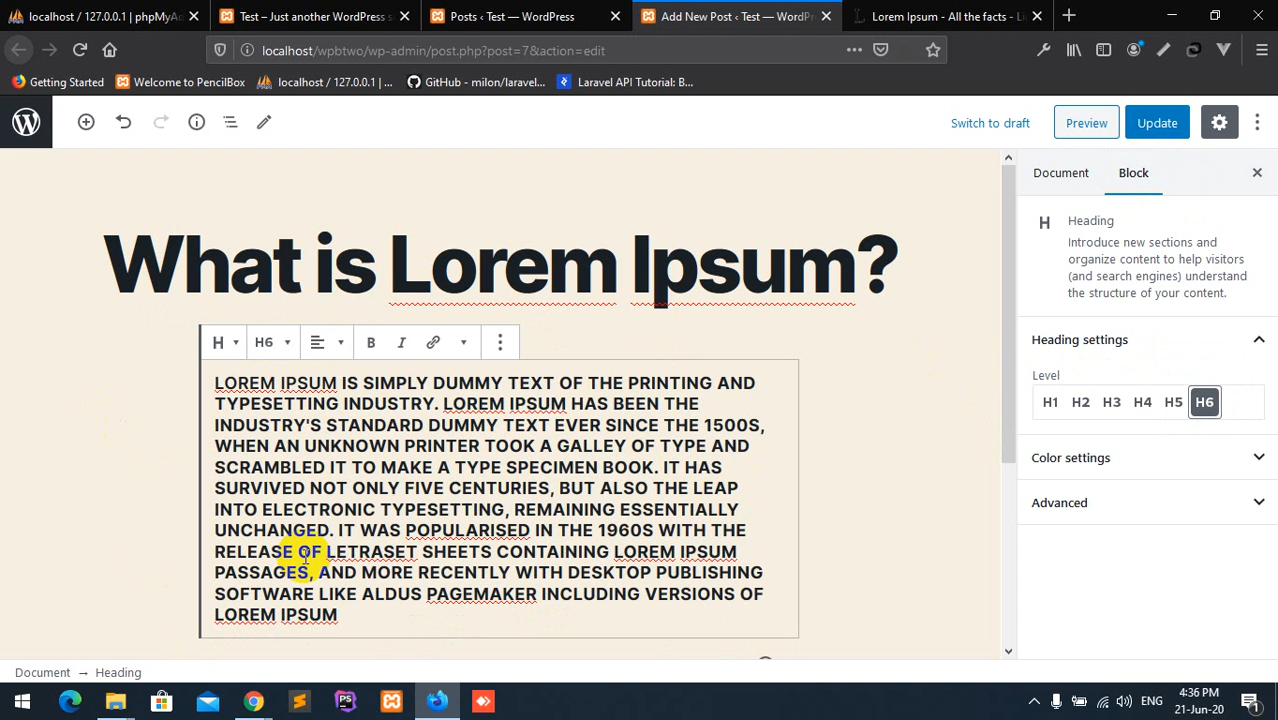 localhost / 127.0.0.1 | phpMyAd
Test – Just another WordPress s
Posts ‹ Test — WordPress
Add New Post ‹ Test — WordPr
Lorem Ipsum - All the facts - Li
localhost/wpbtwo/wp-admin/post.php?post=7&action=edit
Getting Started
Welcome to PencilBox
localhost / 127.0.0.1 | ...
GitHub - milon/laravel...
Laravel API Tutorial: B...
Switch to draft
Preview
Update
Document
Block
What is Lorem Ipsum?
H
H6
B
I
LOREM IPSUM IS SIMPLY DUMMY TEXT OF THE PRINTING AND
TYPESETTING INDUSTRY. LOREM IPSUM HAS BEEN THE
INDUSTRY'S STANDARD DUMMY TEXT EVER SINCE THE 1500S,
WHEN AN UNKNOWN PRINTER TOOK A GALLEY OF TYPE AND
SCRAMBLED IT TO MAKE A TYPE SPECIMEN BOOK. IT HAS
SURVIVED NOT ONLY FIVE CENTURIES, BUT ALSO THE LEAP
INTO ELECTRONIC TYPESETTING, REMAINING ESSENTIALLY
UNCHANGED. IT WAS POPULARISED IN THE 1960S WITH THE
RELEASE OF LETRASET SHEETS CONTAINING LOREM IPSUM
PASSAGES, AND MORE RECENTLY WITH DESKTOP PUBLISHING
SOFTWARE LIKE ALDUS PAGEMAKER INCLUDING VERSIONS OF
LOREM IPSUM
H
Heading
Introduce new sections and
organize content to help visitors
(and search engines) understand
the structure of your content.
Heading settings
Level
H1 H2 H3 H4 H5 H6
Color settings
Advanced
Document → Heading
PS
ENG
4:36 PM
21-Jun-20
1